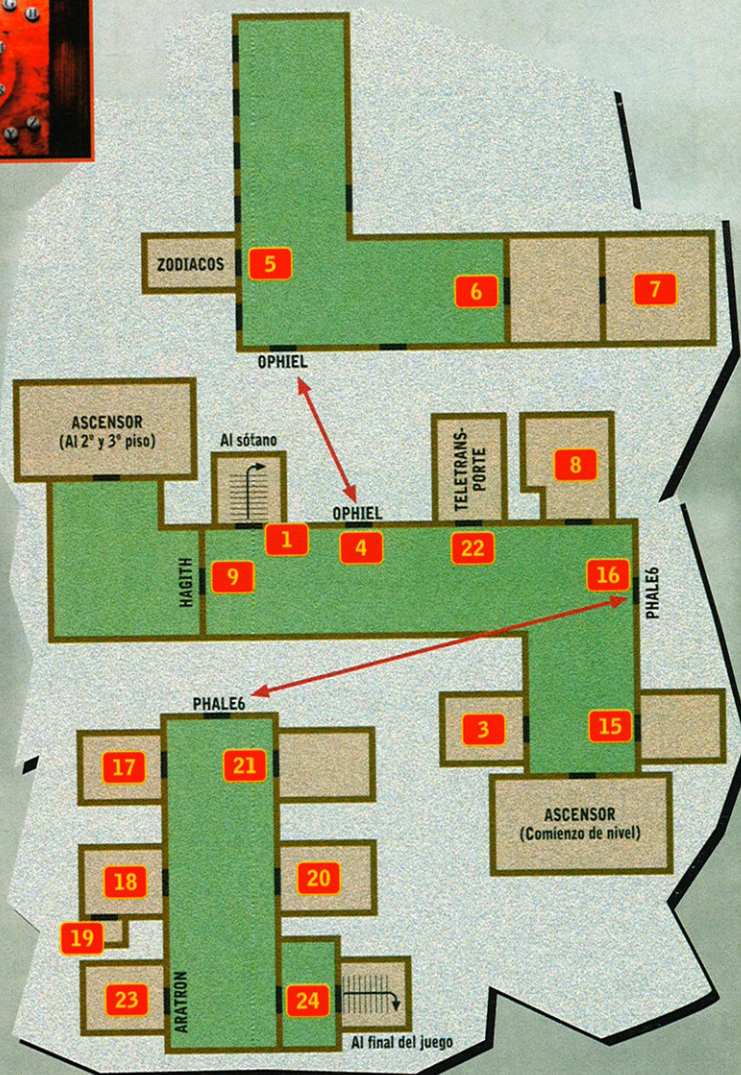 G H
Y Z
ZODIACOS
5
6
7
OPHIEL
ASCENSOR
(Al 2º y 3º piso)
Al sótano
TELETRANS-
PORTE
8
OPHIEL
1
4
22
16
HAGITH
9
PHALE6
PHALE6
3
15
17
21
ASCENSOR
(Comienzo de nivel)
18
20
19
23
ARATRON
24
Al final del juego